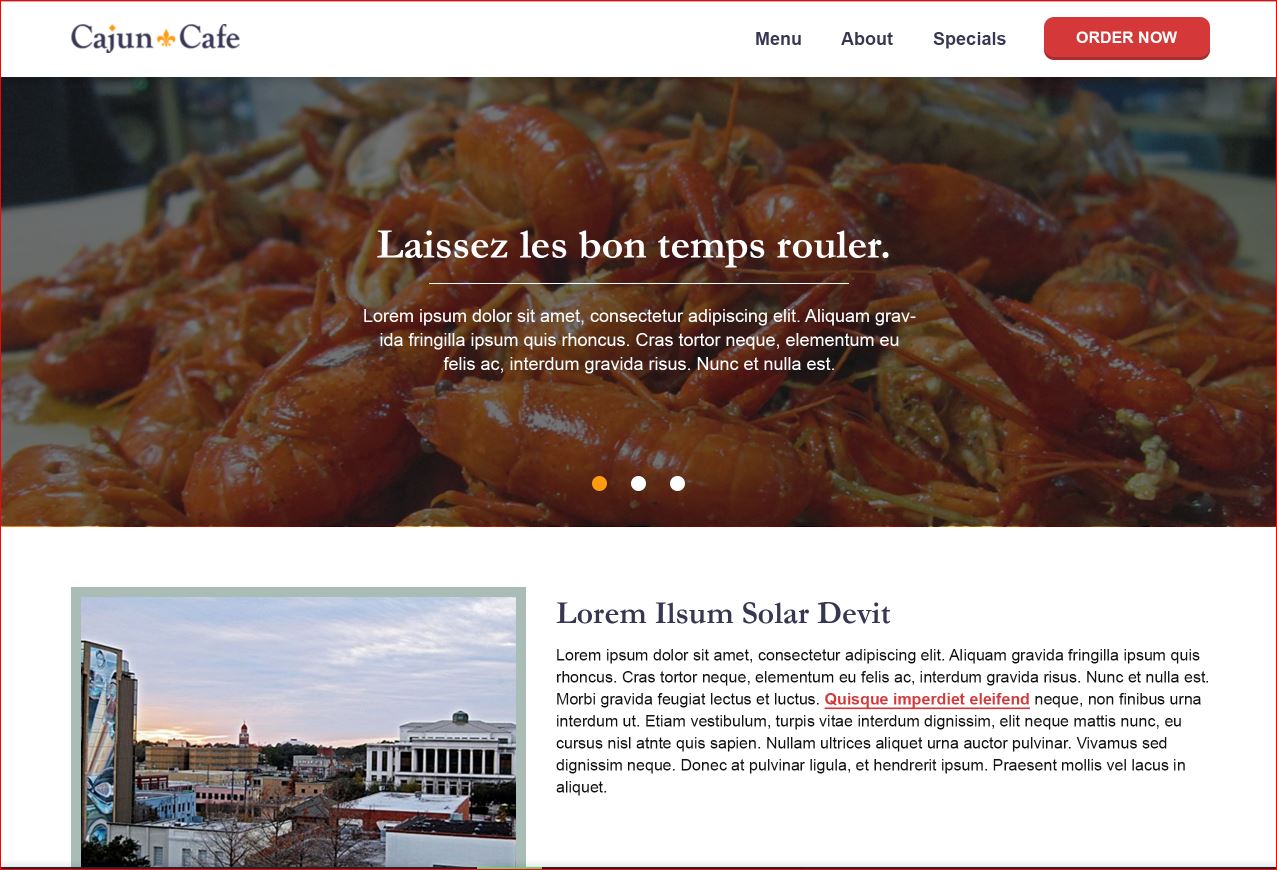 Cajun Cafe
Menu About Specials ORDER NOW
Laissez les bon temps rouler.
Lorem ipsum dolor sit amet, consectetur adipiscing elit. Aliquam grav-
ida fringilla ipsum quis rhoncus. Cras tortor neque, elementum eu
felis ac, interdum gravida risus. Nunc et nulla est.
Lorem Ilsum Solar Devit
Lorem ipsum dolor sit amet, consectetur adipiscing elit. Aliquam gravida fringilla ipsum quis
rhoncus. Cras tortor neque, elementum eu felis ac, interdum gravida risus. Nunc et nulla est.
Morbi gravida feugiat lectus et luctus. Quisque imperdiet eleifend neque, non finibus urna
interdum ut. Etiam vestibulum, turpis vitae interdum dignissim, elit neque mattis nunc, eu
cursus nisl atnte quis sapien. Nullam ultrices aliquet urna auctor pulvinar. Vivamus sed
dignissim neque. Donec at pulvinar ligula, et hendrerit ipsum. Praesent mollis vel lacus in
aliquet.